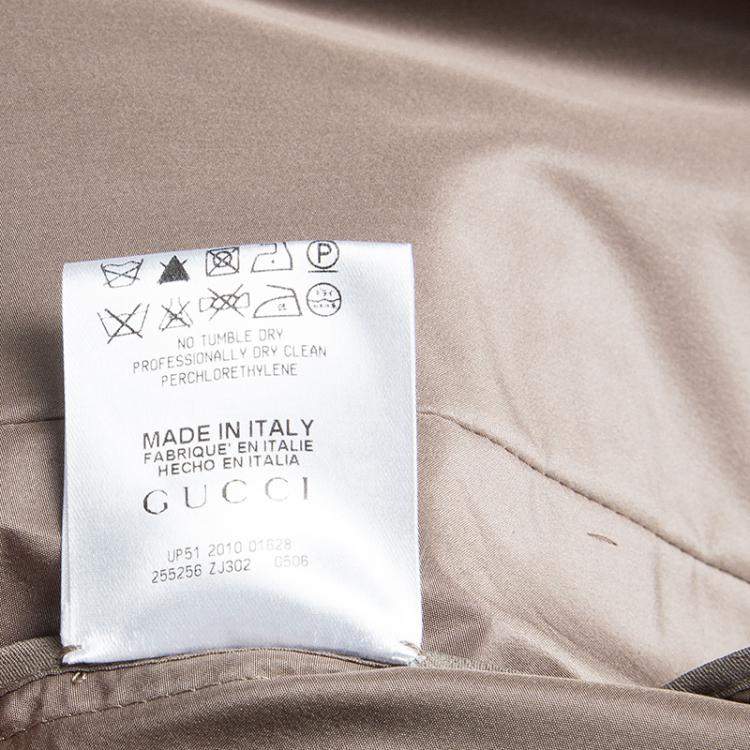 P
NO TUMBLE DRY
PROFESSIONALLY DRY CLEAN
PERCHLORETHYLENE
MADE IN ITALY
FABRIQUE' EN ITALIE
HECHO EN ITALIA
GUCCI
UP51 2010 01628
255256 ZJ302 0506